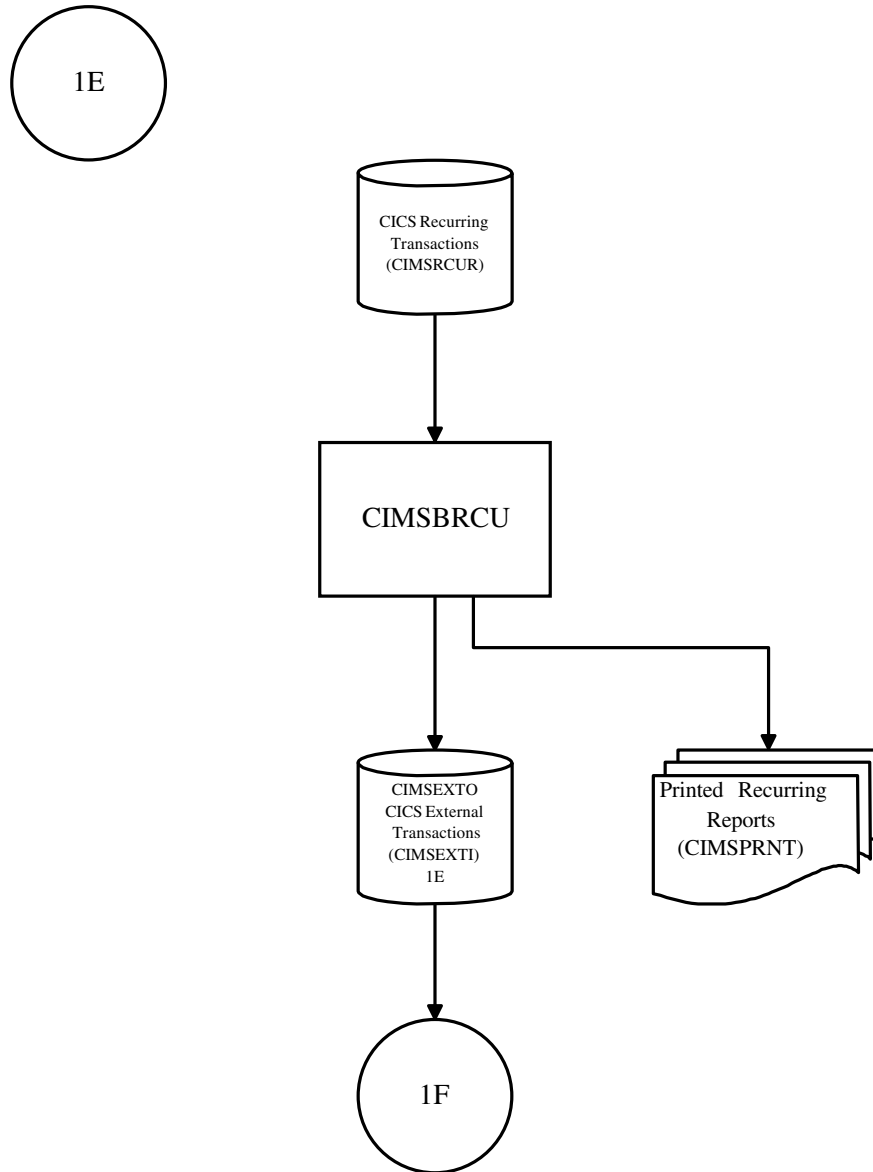 1E
CICS Recurring
Transactions
(CIMSRCUR)
CIMSBRCU
CIMSEXTO
CICS External
Transactions
(CIMSEXTI)
1E
Printed Recurring
Reports
(CIMSPRNT)
1F